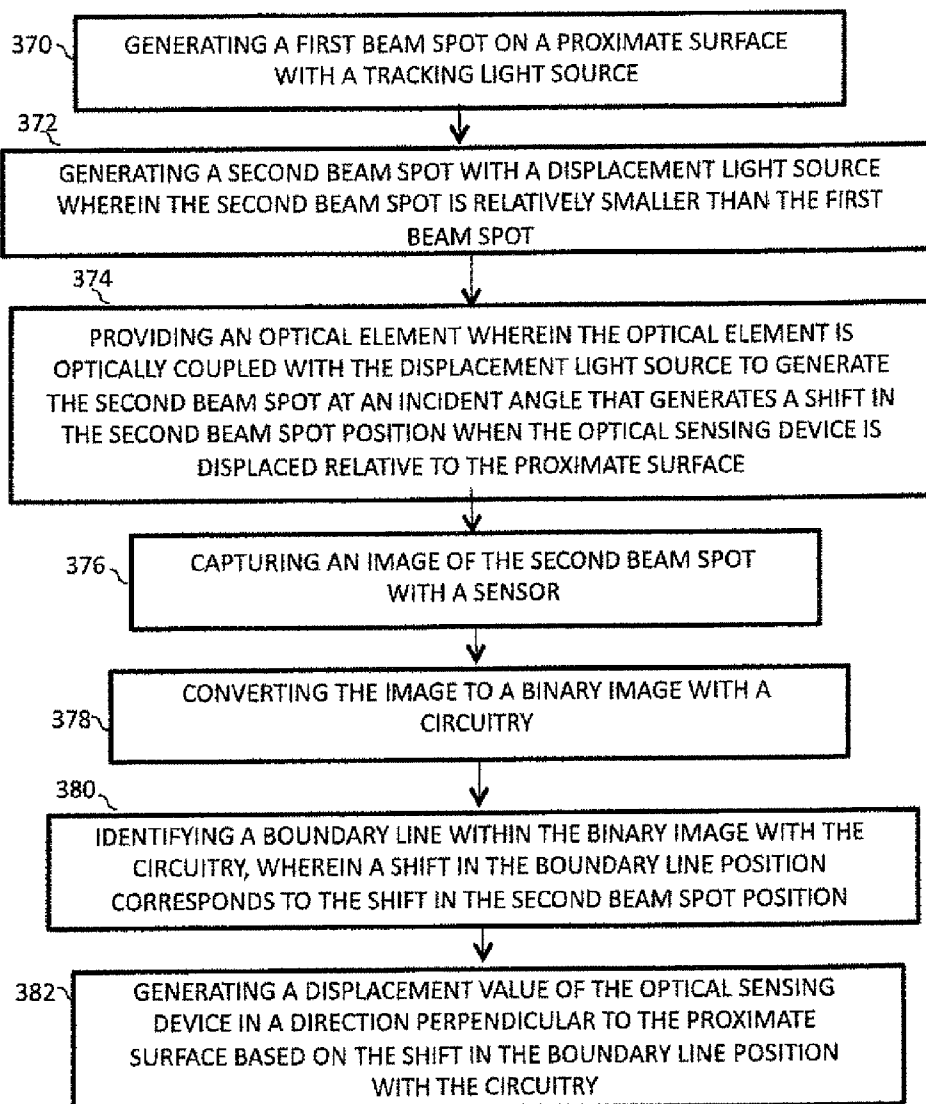 370
GENERATING A FIRST BEAM SPOT ON A PROXIMATE SURFACE
WITH A TRACKING LIGHT SOURCE
372
GENERATING A SECOND BEAM SPOT WITH A DISPLACEMENT LIGHT SOURCE
WHEREIN THE SECOND BEAM SPOT IS RELATIVELY SMALLER THAN THE FIRST
BEAM SPOT
374
PROVIDING AN OPTICAL ELEMENT WHEREIN THE OPTICAL ELEMENT IS
OPTICALLY COUPLED WITH THE DISPLACEMENT LIGHT SOURCE TO GENERATE
THE SECOND BEAM SPOT AT AN INCIDENT ANGLE THAT GENERATES A SHIFT IN
THE SECOND BEAM SPOT POSITION WHEN THE OPTICAL SENSING DEVICE IS
DISPLACED RELATIVE TO THE PROXIMATE SURFACE
376
CAPTURING AN IMAGE OF THE SECOND BEAM SPOT
WITH A SENSOR
378
CONVERTING THE IMAGE TO A BINARY IMAGE WITH A
CIRCUITRY
380
IDENTIFYING A BOUNDARY LINE WITHIN THE BINARY IMAGE WITH THE
CIRCUITRY, WHEREIN A SHIFT IN THE BOUNDARY LINE POSITION
CORRESPONDS TO THE SHIFT IN THE SECOND BEAM SPOT POSITION
382
GENERATING A DISPLACEMENT VALUE OF THE OPTICAL SENSING
DEVICE IN A DIRECTION PERPENDICULAR TO THE PROXIMATE
SURFACE BASED ON THE SHIFT IN THE BOUNDARY LINE POSITION
WITH THE CIRCUITRY